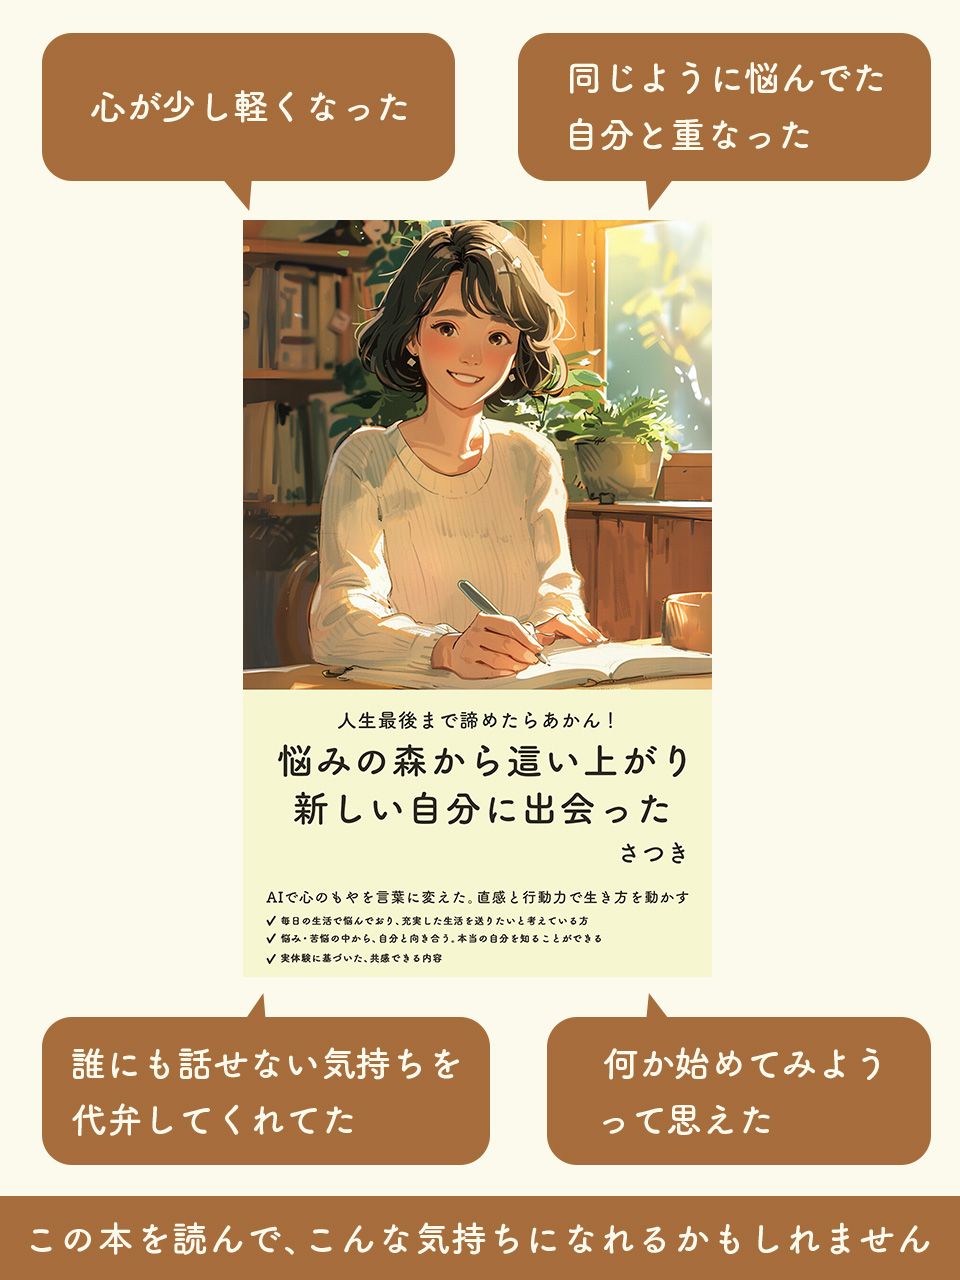 心が少し軽くなった
同じように悩んでた
自分と重なった
人生最後まで諦めたらあかん！
悩みの森から這い上がり
新しい自分に出会った
さつき
AIで心のもやを言葉に変えた。直感と行動力で生き方を動かす
✓ 毎日の生活で悩んでおり、充実した生活を送りたいと考えている方
✓ 悩み・苦悩の中から、自分と向き合う。本当の自分を知ることができる
✓ 実体験に基づいた、共感できる内容
誰にも話せない気持ちを
代弁してくれてた
何か始めてみよう
って思えた
この本を読んで、こんな気持ちになれるかもしれません